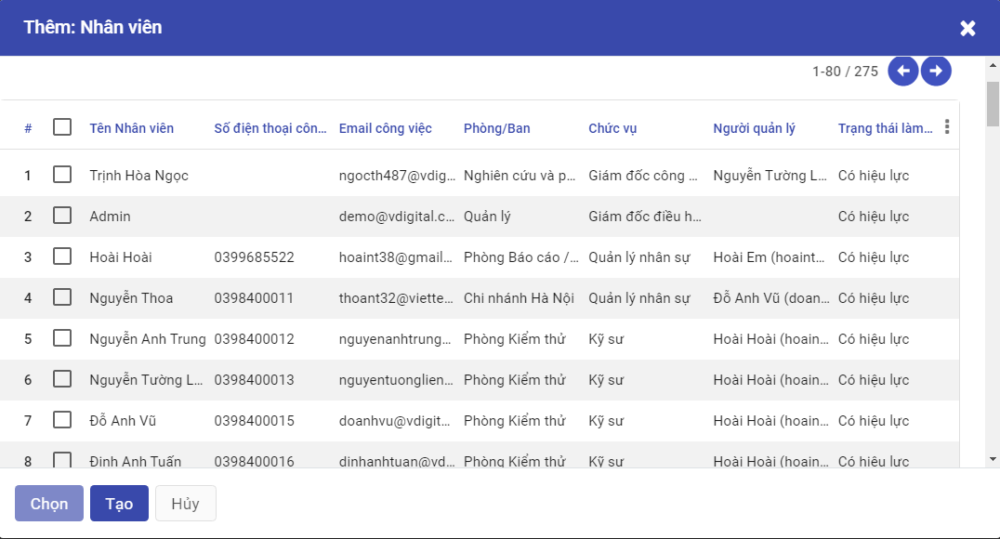 Thêm: Nhân viên
1-80 / 275
# Tên Nhân viên Số điện thoại côn... Email công việc Phòng/Ban Chức vụ Người quản lý Trạng thái làm...
1 Trịnh Hòa Ngọc ngocth487@vdig... Nghiên cứu và p... Giám đốc công ... Nguyễn Tường L... Có hiệu lực
2 Admin demo@vdigital.c... Quản lý Giám đốc điều h... Có hiệu lực
3 Hoài Hoài 0399685522 hoaint38@gmail... Phòng Báo cáo /... Quản lý nhân sự Hoài Em (hoaint... Có hiệu lực
4 Nguyễn Thoa 0398400011 thoant32@viette... Chi nhánh Hà Nội Quản lý nhân sự Đỗ Anh Vũ (doan... Có hiệu lực
5 Nguyễn Anh Trung 0398400012 nguyenanhtrung... Phòng Kiểm thử Kỹ sư Hoài Hoài (hoain... Có hiệu lực
6 Nguyễn Tường L... 0398400013 nguyentuonglien... Phòng Kiểm thử Kỹ sư Hoài Hoài (hoain... Có hiệu lực
7 Đỗ Anh Vũ 0398400015 doanhvu@vdigit... Phòng Kiểm thử Kỹ sư Hoài Hoài (hoain... Có hiệu lực
8 Đinh Anh Tuấn 0398400016 dinhanhtuan@vd... Phòng Kiểm thử Kỹ sư Hoài Hoài (hoain... Có hiệu lực
Chọn Tạo Hủy